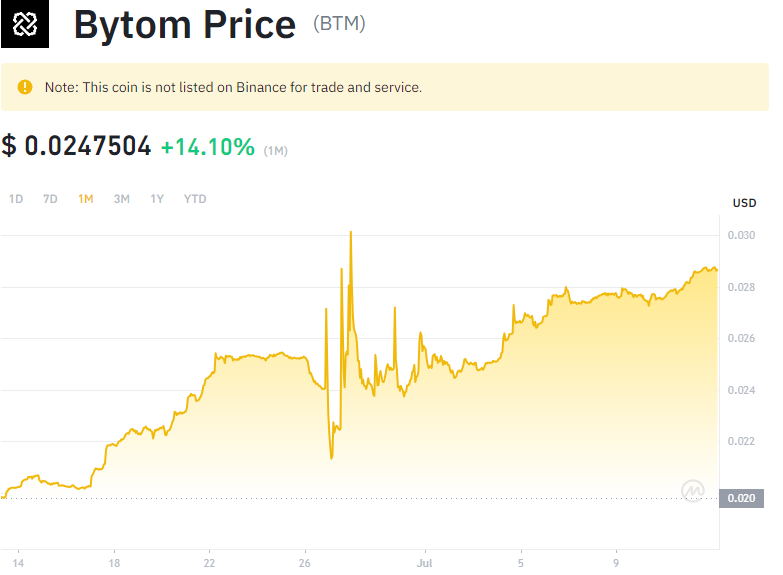 Bytom Price (BTM)
Note: This coin is not listed on Binance for trade and service.
$ 0.0247504 +14.10% (1M)
1D 7D 1M 3M 1Y YTD
USD
0.030
0.028
0.026
0.024
0.022
0.020
14 18 22 26 Jul 5 9